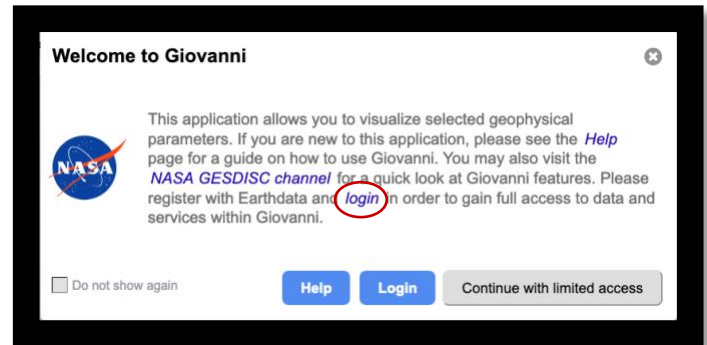 Welcome to Giovanni
This application allows you to visualize selected geophysical
parameters. If you are new to this application, please see the Help
page for a guide on how to use Giovanni. You may also visit the
NASA GESDISC channel for a quick look at Giovanni features. Please
register with Earthdata and login in order to gain full access to data and
services within Giovanni.
NASA
Do not show again
Help
Login
Continue with limited access